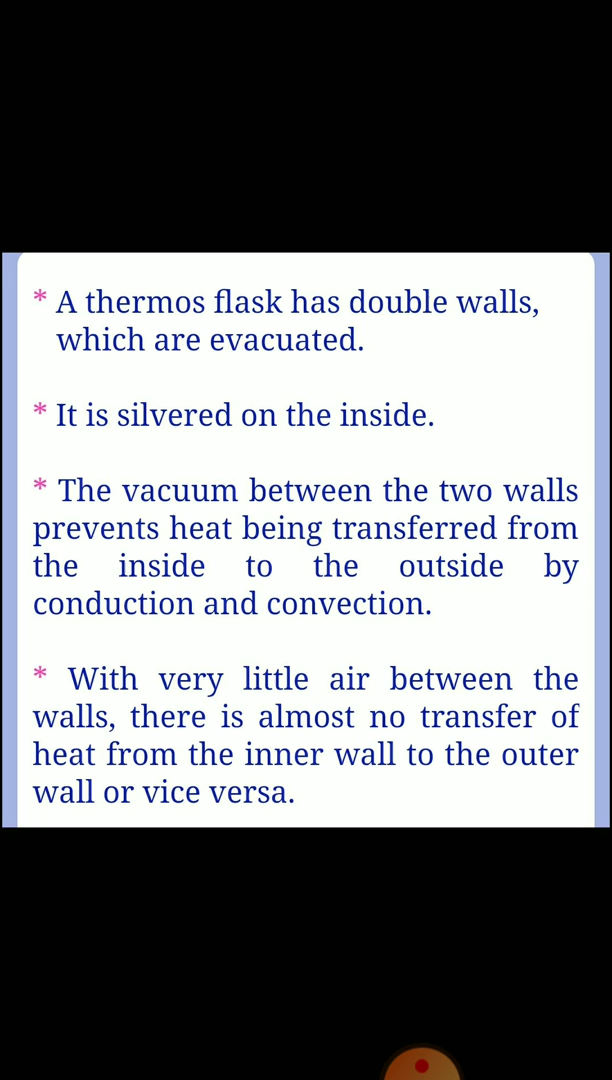 * A thermos flask has double walls,
which are evacuated.
* It is silvered on the inside.
* The vacuum between the two walls
prevents heat being transferred from
the inside to the outside by
conduction and convection.
* With very little air between the
walls, there is almost no transfer of
heat from the inner wall to the outer
wall or vice versa.